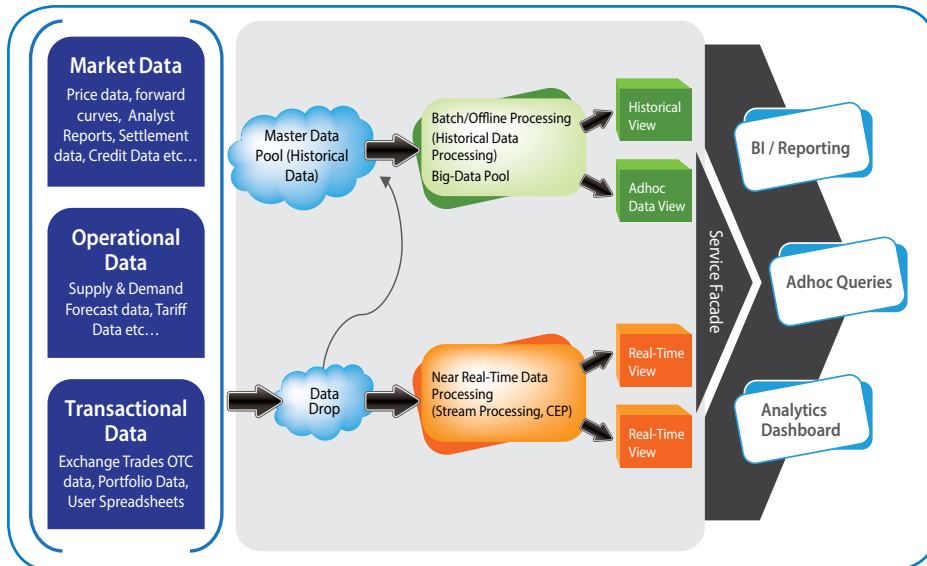 Market Data
Price data, forward
curves, Analyst
Reports, Settlement
data, Credit Data etc…
Operational
Data
Supply & Demand
Forecast data, Tariff
Data etc…
Transactional
Data
Exchange Trades OTC
data, Portfolio Data,
User Spreadsheets
Master Data
Pool (Historical
Data)
Data
Drop
Batch/Offline Processing
(Historical Data
Processing)
Big-Data Pool
Near Real-Time Data
Processing
(Stream Processing, CEP)
Historical
View
Adhoc
Data View
Real-Time
View
Real-Time
View
Service Facade
BI / Reporting
Adhoc Queries
Analytics
Dashboard